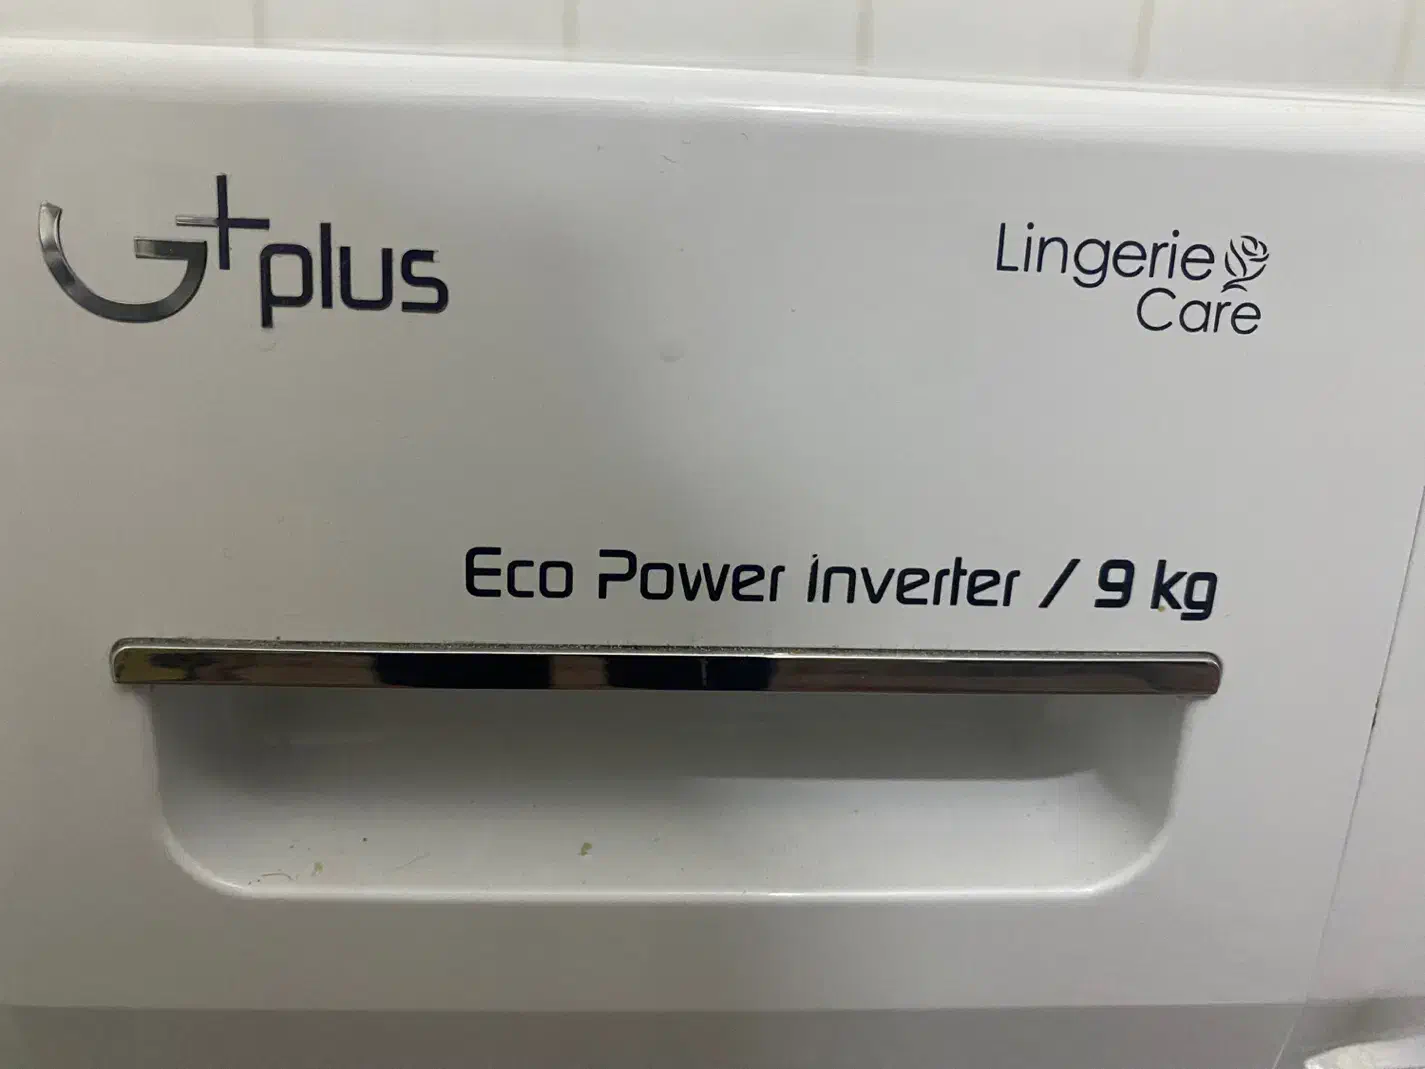 G+ plus
Lingerie
Care
Eco Power inverter / 9 kg